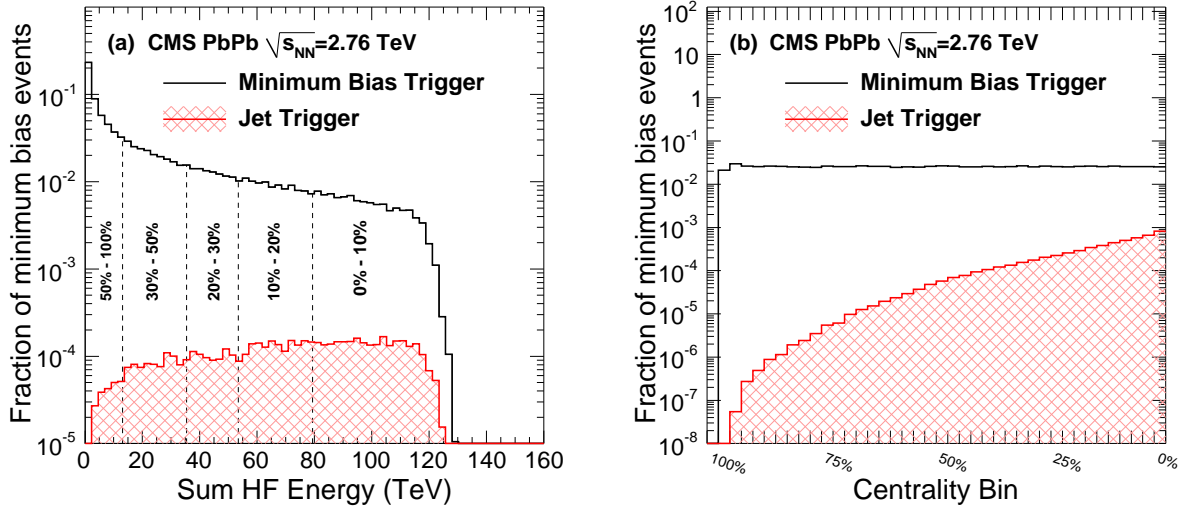 (a) CMS PbPb √s_NN=2.76 TeV
Minimum Bias Trigger
Jet Trigger
Fraction of minimum bias events
10^-1
10^-2
10^-3
10^-4
10^-5
50% - 100%
30% - 50%
20% - 30%
10% - 20%
0% - 10%
0 20 40 60 80 100 120 140 160
Sum HF Energy (TeV)
(b) CMS PbPb √s_NN=2.76 TeV
Minimum Bias Trigger
Jet Trigger
Fraction of minimum bias events
10^2
10
1
10^-1
10^-2
10^-3
10^-4
10^-5
10^-6
10^-7
10^-8
100% 75% 50% 25% 0%
Centrality Bin